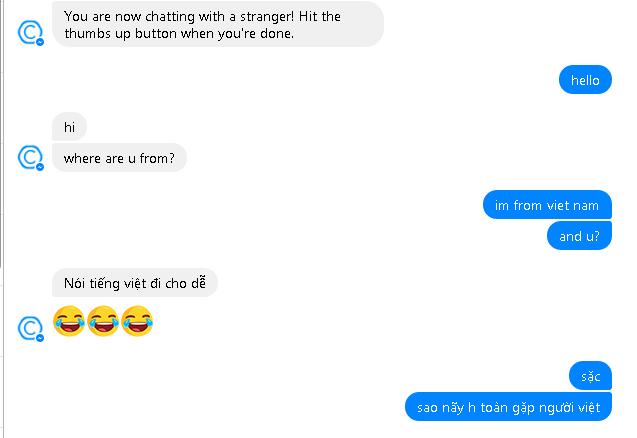 You are now chatting with a stranger! Hit the
thumbs up button when you're done.
hello
hi
where are u from?
im from viet nam
and u?
Nói tiếng việt đi cho dễ
sặc
sao nãy h toàn gặp người việt